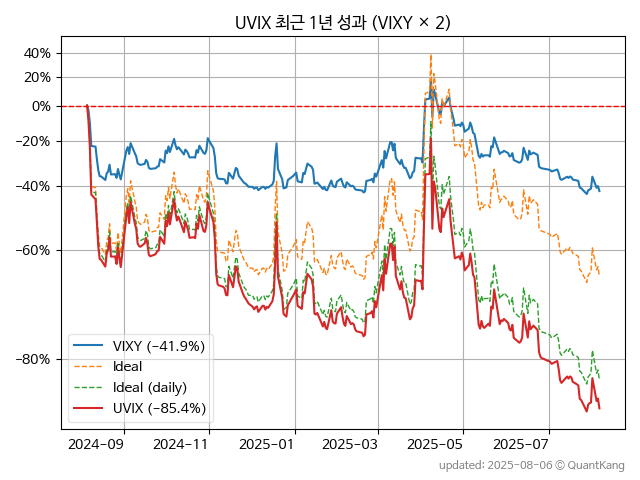 UVIX 최근 1년 성과 (VIXY × 2)
40%
20%
0%
−20%
−40%
−60%
−80%
VIXY (−41.9%)
Ideal
Ideal (daily)
UVIX (−85.4%)
2024-09
2024-11
2025-01
2025-03
2025-05
2025-07
updated: 2025-08-06 © QuantKang